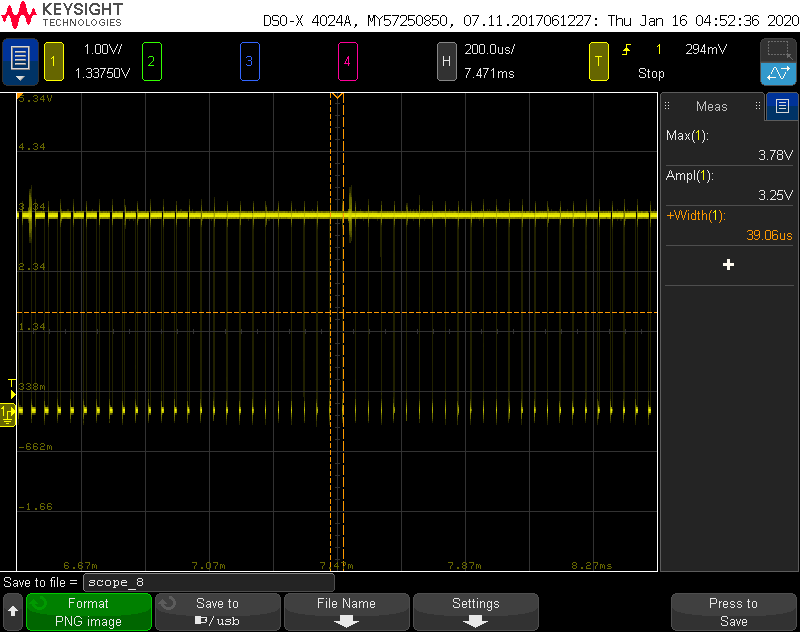 KEYSIGHT
TECHNOLOGIES
DSO-X 4024A, MY57250850, 07.11.2017061227: Thu Jan 16 04:52:36 2020
1 1.00V/ 2 3 4 H 200.0us/ T 1 294mV
1.33750V 7.471ms Stop
5.34V
4.34
3.34
2.34
1.34
338m
-662m
-1.66
T
1
6.67m 7.07m 7.47m 7.87m 8.27ms
Meas
Max(1):
3.78V
Ampl(1):
3.25V
+Width(1):
39.06us
Save to file = scope_8
Format
PNG image
Save to
/usb
File Name
Settings
Press to
Save